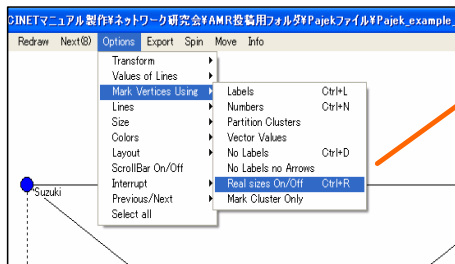 CINETマニュアル製作¥ネットワーク研究会¥AMR投稿用フォルダ¥Pajekファイル¥Pajek_example_
Redraw Next(8) Options Export Spin Move Info
Transform
Values of Lines
Mark Vertices Using
Lines
Size
Colors
Layout
ScrollBar On/Off
Interrupt
Previous/Next
Select all
Labels Ctrl+L
Numbers Ctrl+N
Partition Clusters
Vector Values
No Labels Ctrl+D
No Labels no Arrows
Real sizes On/Off Ctrl+R
Mark Cluster Only
Suzuki